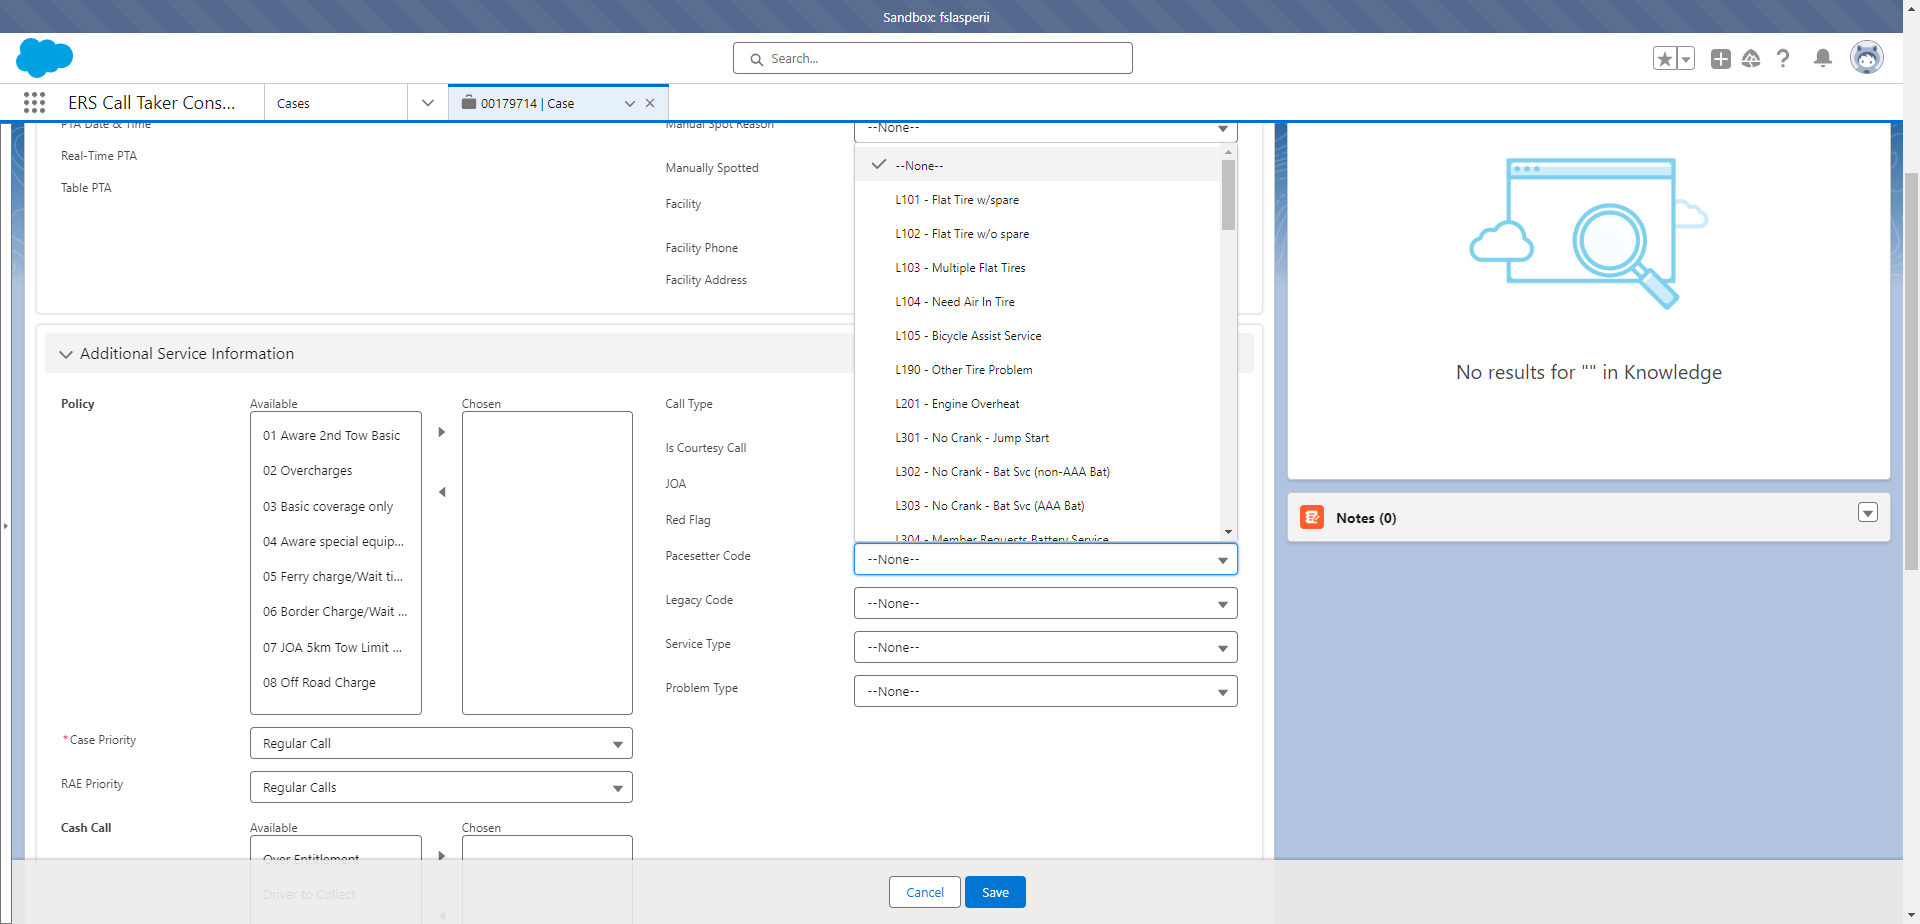 Sandbox: fslasperii
Search...
ERS Call Taker Cons...
Cases
00179714 | Case
PTA Date & Time
Real-Time PTA
Table PTA
Manual Spot Reason
--None--
Manually Spotted
Facility
Facility Phone
Facility Address
--None--
L101 - Flat Tire w/spare
L102 - Flat Tire w/o spare
L103 - Multiple Flat Tires
L104 - Need Air In Tire
L105 - Bicycle Assist Service
L190 - Other Tire Problem
L201 - Engine Overheat
L301 - No Crank - Jump Start
L302 - No Crank - Bat Svc (non-AAA Bat)
L303 - No Crank - Bat Svc (AAA Bat)
L304 - Member Requests Battery Service
Additional Service Information
Policy
Available
Chosen
01 Aware 2nd Tow Basic
02 Overcharges
03 Basic coverage only
04 Aware special equip...
05 Ferry charge/Wait ti...
06 Border Charge/Wait ...
07 JOA 5km Tow Limit ...
08 Off Road Charge
Call Type
Is Courtesy Call
JOA
Red Flag
Pacesetter Code
--None--
Legacy Code
--None--
Service Type
--None--
Problem Type
--None--
*Case Priority
Regular Call
RAE Priority
Regular Calls
Cash Call
Available
Chosen
Over Entitlement
Driver to Collect
Cancel
Save
No results for "" in Knowledge
Notes (0)